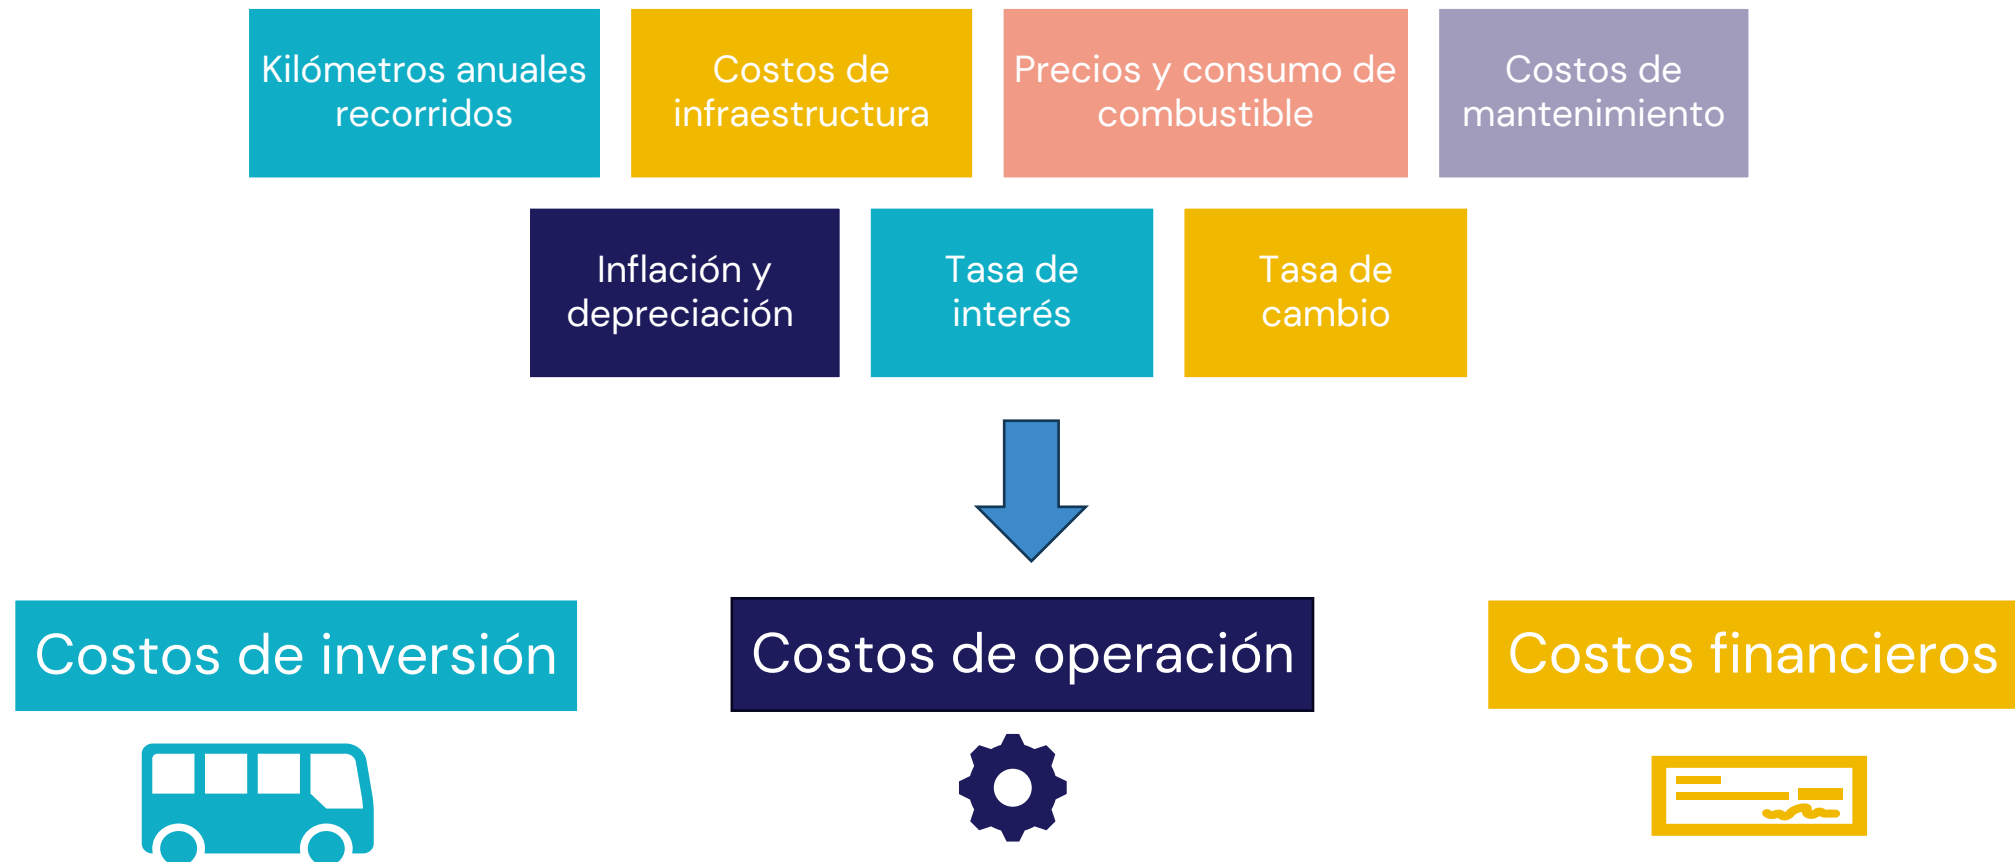 Kilómetros anuales
recorridos
Costos de
infraestructura
Precios y consumo de
combustible
Costos de
mantenimiento
Inflación y
depreciación
Tasa de
interés
Tasa de
cambio
Costos de inversión
Costos de operación
Costos financieros